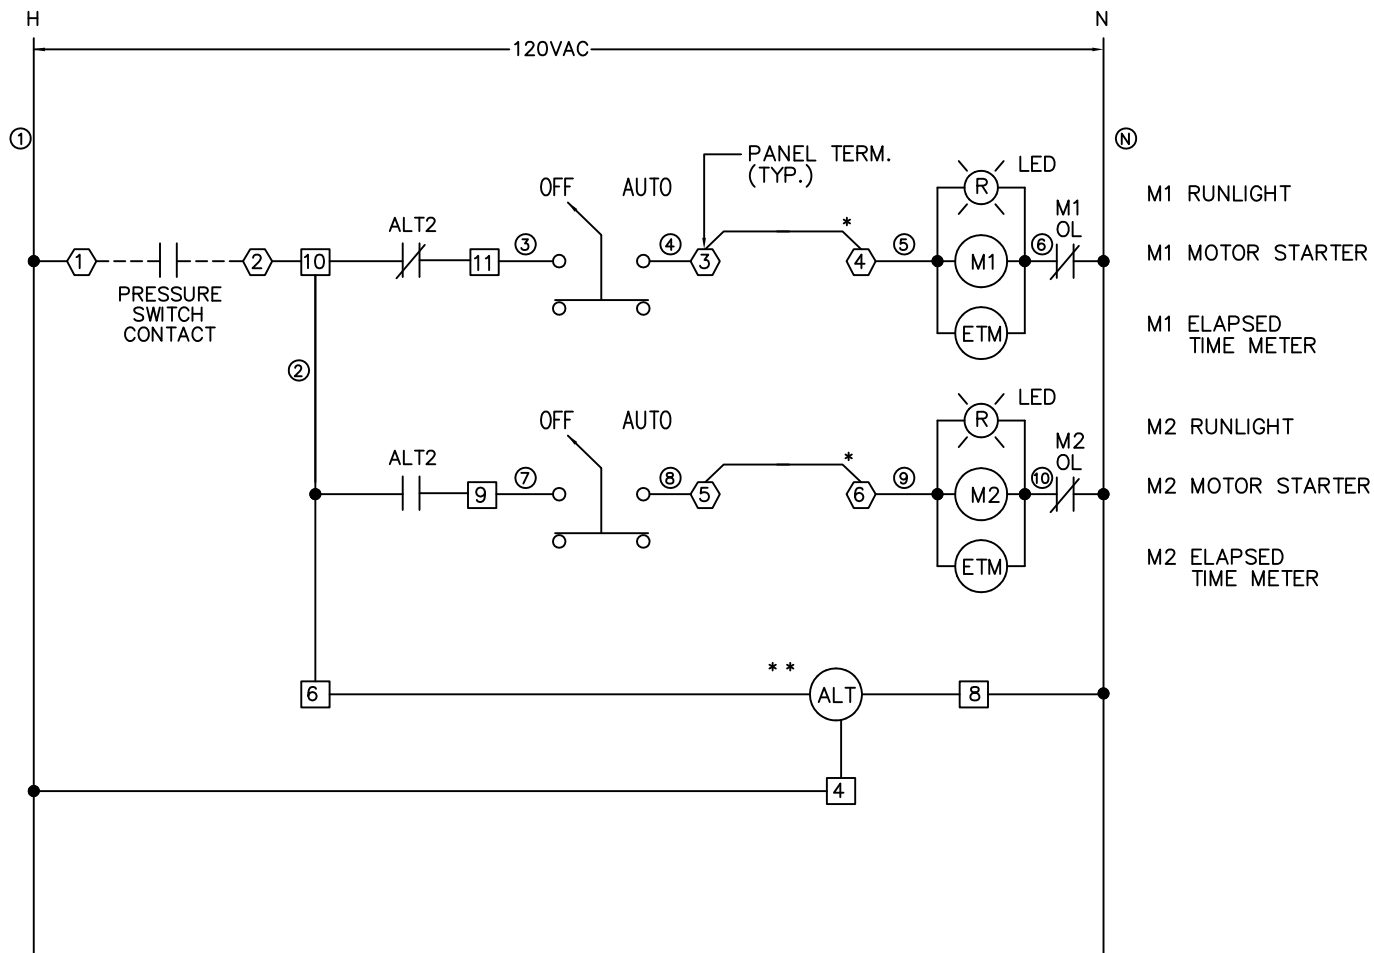 H
N
120VAC
1
N
PANEL TERM.
(TYP.)
LED
R
M1 RUNLIGHT
OFF
AUTO
ALT2
M1
OL
*
1
2
10
11
3
4
3
4
5
M1
6
M1 MOTOR STARTER
PRESSURE
SWITCH
CONTACT
ETM
M1 ELAPSED
TIME METER
2
LED
R
M2 RUNLIGHT
OFF
AUTO
ALT2
M2
OL
*
9
7
8
5
6
9
M2
10
M2 MOTOR STARTER
ETM
M2 ELAPSED
TIME METER
* *
6
ALT
8
4